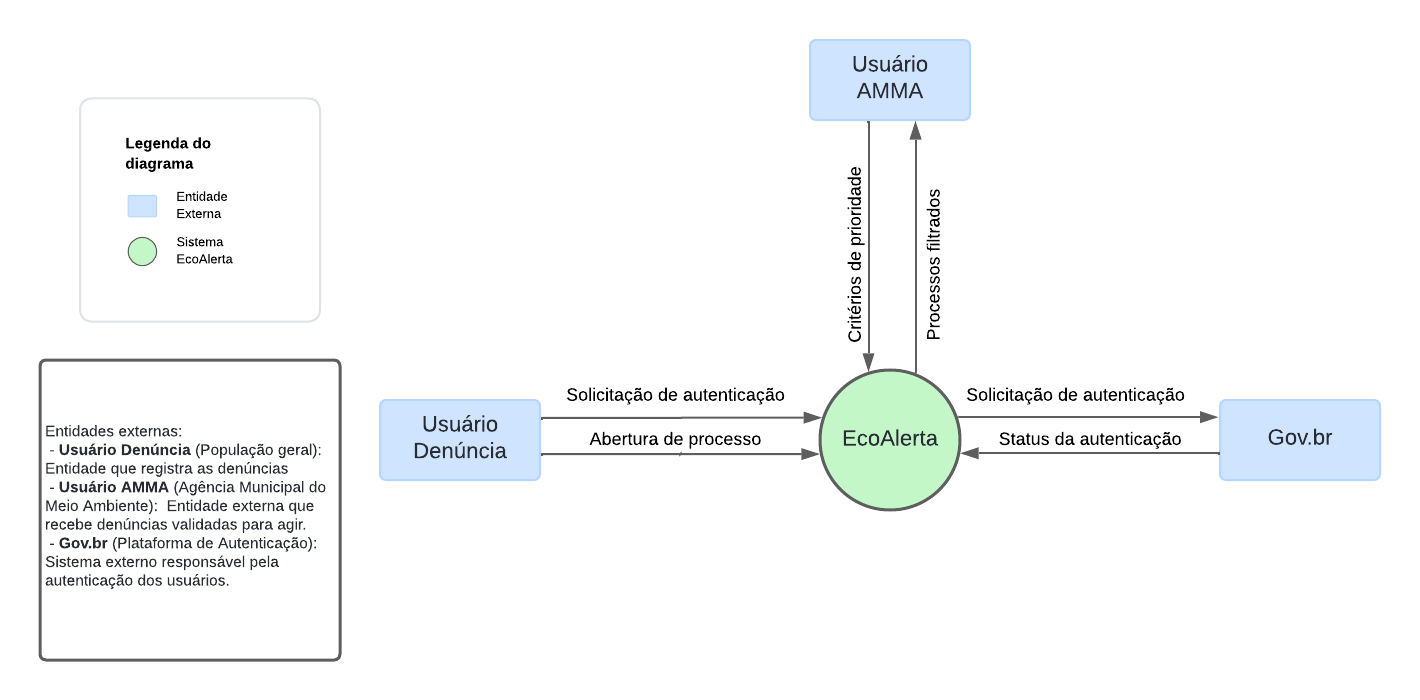 Usuário
AMMA
Legenda do
diagrama
Entidade
Externa
Sistema
EcoAlerta
Critérios de prioridade
Processos filtrados
Entidades externas:
- Usuário Denúncia (População geral):
Entidade que registra as denúncias
- Usuário AMMA (Agência Municipal do
Meio Ambiente): Entidade externa que
recebe denúncias validadas para agir.
- Gov.br (Plataforma de Autenticação):
Sistema externo responsável pela
autenticação dos usuários.
Usuário
Denúncia
Solicitação de autenticação
Abertura de processo
EcoAlerta
Solicitação de autenticação
Status da autenticação
Gov.br